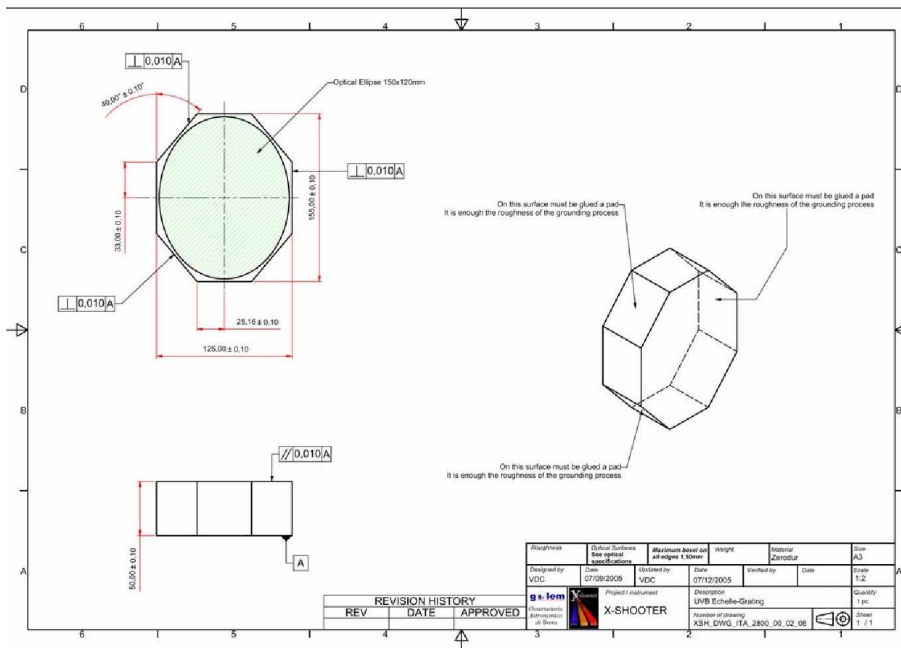 6 5 4 3 2 1
D
⊥ 0,010 A
40,00° ± 0,10°
Optical Ellipse 150x120mm
⊥ 0,010 A
155,00 ± 0,10
33,00 ± 0,10
⊥ 0,010 A
25,16 ± 0,10
125,00 ± 0,10
On this surface must be glued a pad
It is enough the roughness of the grounding process
On this surface must be glued a pad
It is enough the roughness of the grounding process
D
C
C
B
B
// 0,010 A
50,00 ± 0,10
A
On this surface must be glued a pad
It is enough the roughness of the grounding process
A
A
REVISION HISTORY
REV DATE APPROVED
Roughness
Optical Surfaces
See optical
specifications
Maximum bevel on
all edges 1,50mm
Weight
Material
Zerodur
Size
A3
Designed by
VDC
Date
07/09/2005
Updated by
VDC
Date
07/12/2005
Verified by
Date
Scale
1:2
golem
Osservatorio
Astronomico
di Brera
X-shooter
Project / Instrument
X-SHOOTER
Description
UVB Echelle-Grating
Quantity
1 pc.
Number of drawing
XSH_DWG_ITA_2800_00_02_06
Sheet
1 / 1
6 5 4 3 2 1